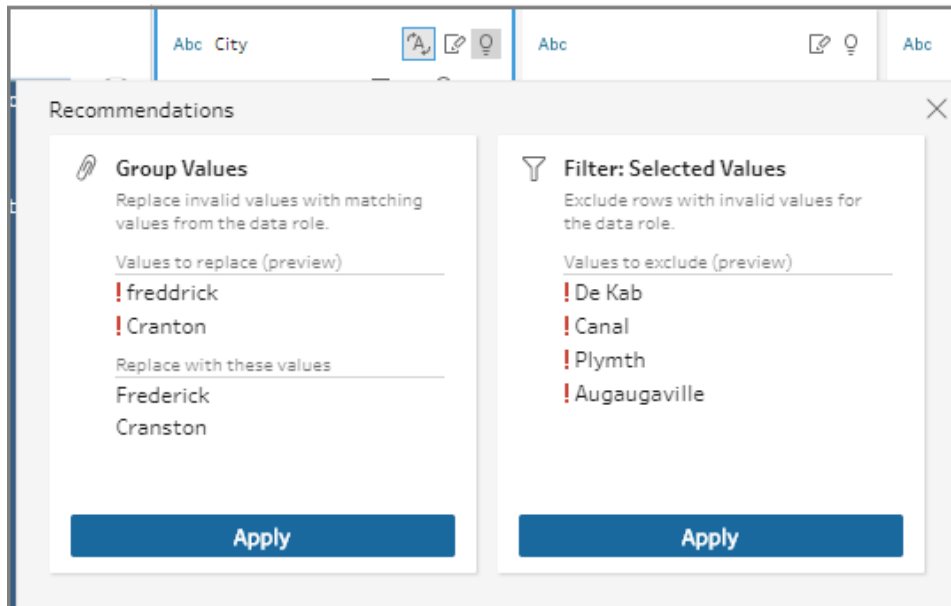 Abc City
Abc
Abc
Recommendations
Group Values
Replace invalid values with matching
values from the data role.
Values to replace (preview)
! freddrick
! Cranton
Replace with these values
Frederick
Cranston
Apply
Filter: Selected Values
Exclude rows with invalid values for
the data role.
Values to exclude (preview)
! De Kab
! Canal
! Plymth
! Augaugaville
Apply